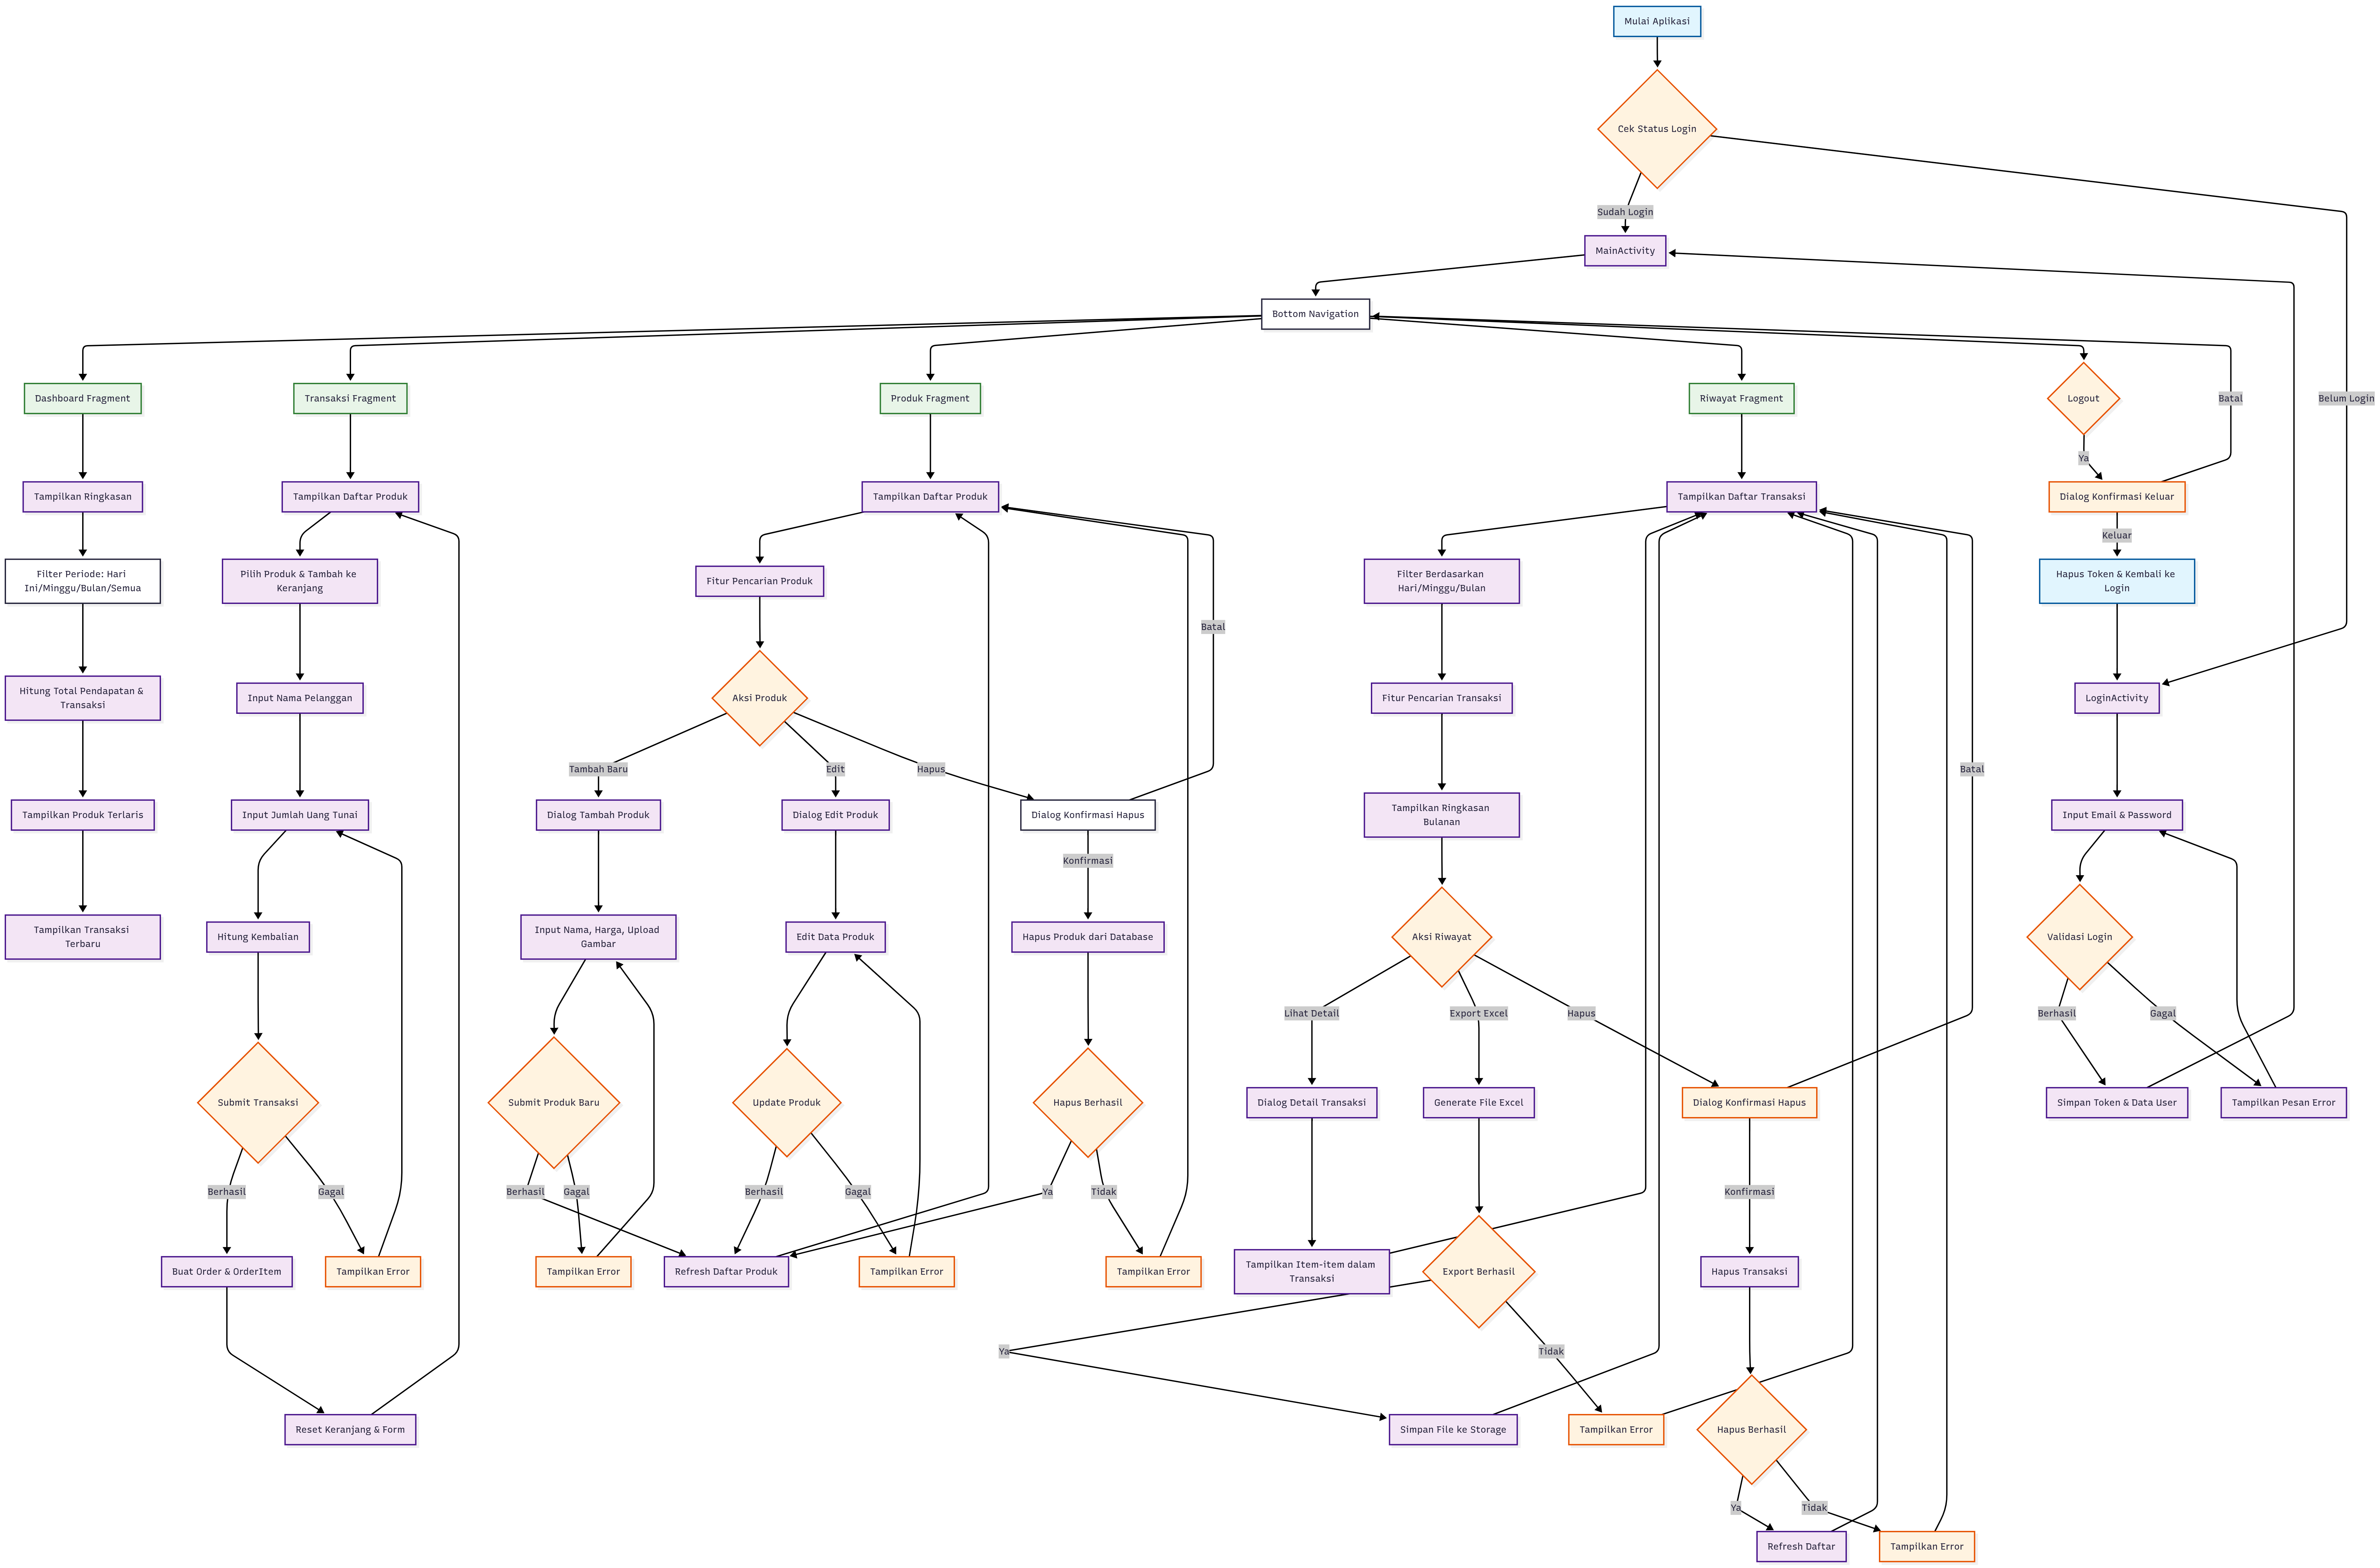 Mulai Aplikasi
Cek Status Login
Sudah Login
MainActivity
Bottom Navigation
Dashboard Fragment
Transaksi Fragment
Produk Fragment
Riwayat Fragment
Logout
Batal
Belum Login
Ya
Tampilkan Ringkasan
Tampilkan Daftar Produk
Tampilkan Daftar Produk
Tampilkan Daftar Transaksi
Dialog Konfirmasi Keluar
Keluar
Filter Periode: Hari
Ini/Minggu/Bulan/Semua
Pilih Produk & Tambah ke
Keranjang
Fitur Pencarian Produk
Filter Berdasarkan
Hari/Minggu/Bulan
Hapus Token & Kembali ke
Login
Batal
Hitung Total Pendapatan &
Transaksi
Input Nama Pelanggan
Aksi Produk
Fitur Pencarian Transaksi
LoginActivity
Tambah Baru
Edit
Hapus
Batal
Tampilkan Produk Terlaris
Input Jumlah Uang Tunai
Dialog Tambah Produk
Dialog Edit Produk
Dialog Konfirmasi Hapus
Tampilkan Ringkasan
Bulanan
Input Email & Password
Konfirmasi
Tampilkan Transaksi
Terbaru
Hitung Kembalian
Input Nama, Harga, Upload
Gambar
Edit Data Produk
Hapus Produk dari Database
Aksi Riwayat
Validasi Login
Lihat Detail
Export Excel
Hapus
Berhasil
Gagal
Submit Transaksi
Submit Produk Baru
Update Produk
Hapus Berhasil
Dialog Detail Transaksi
Generate File Excel
Dialog Konfirmasi Hapus
Simpan Token & Data User
Tampilkan Pesan Error
Berhasil
Gagal
Berhasil
Gagal
Berhasil
Gagal
Ya
Tidak
Konfirmasi
Buat Order & OrderItem
Tampilkan Error
Tampilkan Error
Refresh Daftar Produk
Tampilkan Error
Tampilkan Error
Tampilkan Item-item dalam
Transaksi
Export Berhasil
Hapus Transaksi
Ya
Tidak
Reset Keranjang & Form
Simpan File ke Storage
Tampilkan Error
Hapus Berhasil
Ya
Tidak
Refresh Daftar
Tampilkan Error